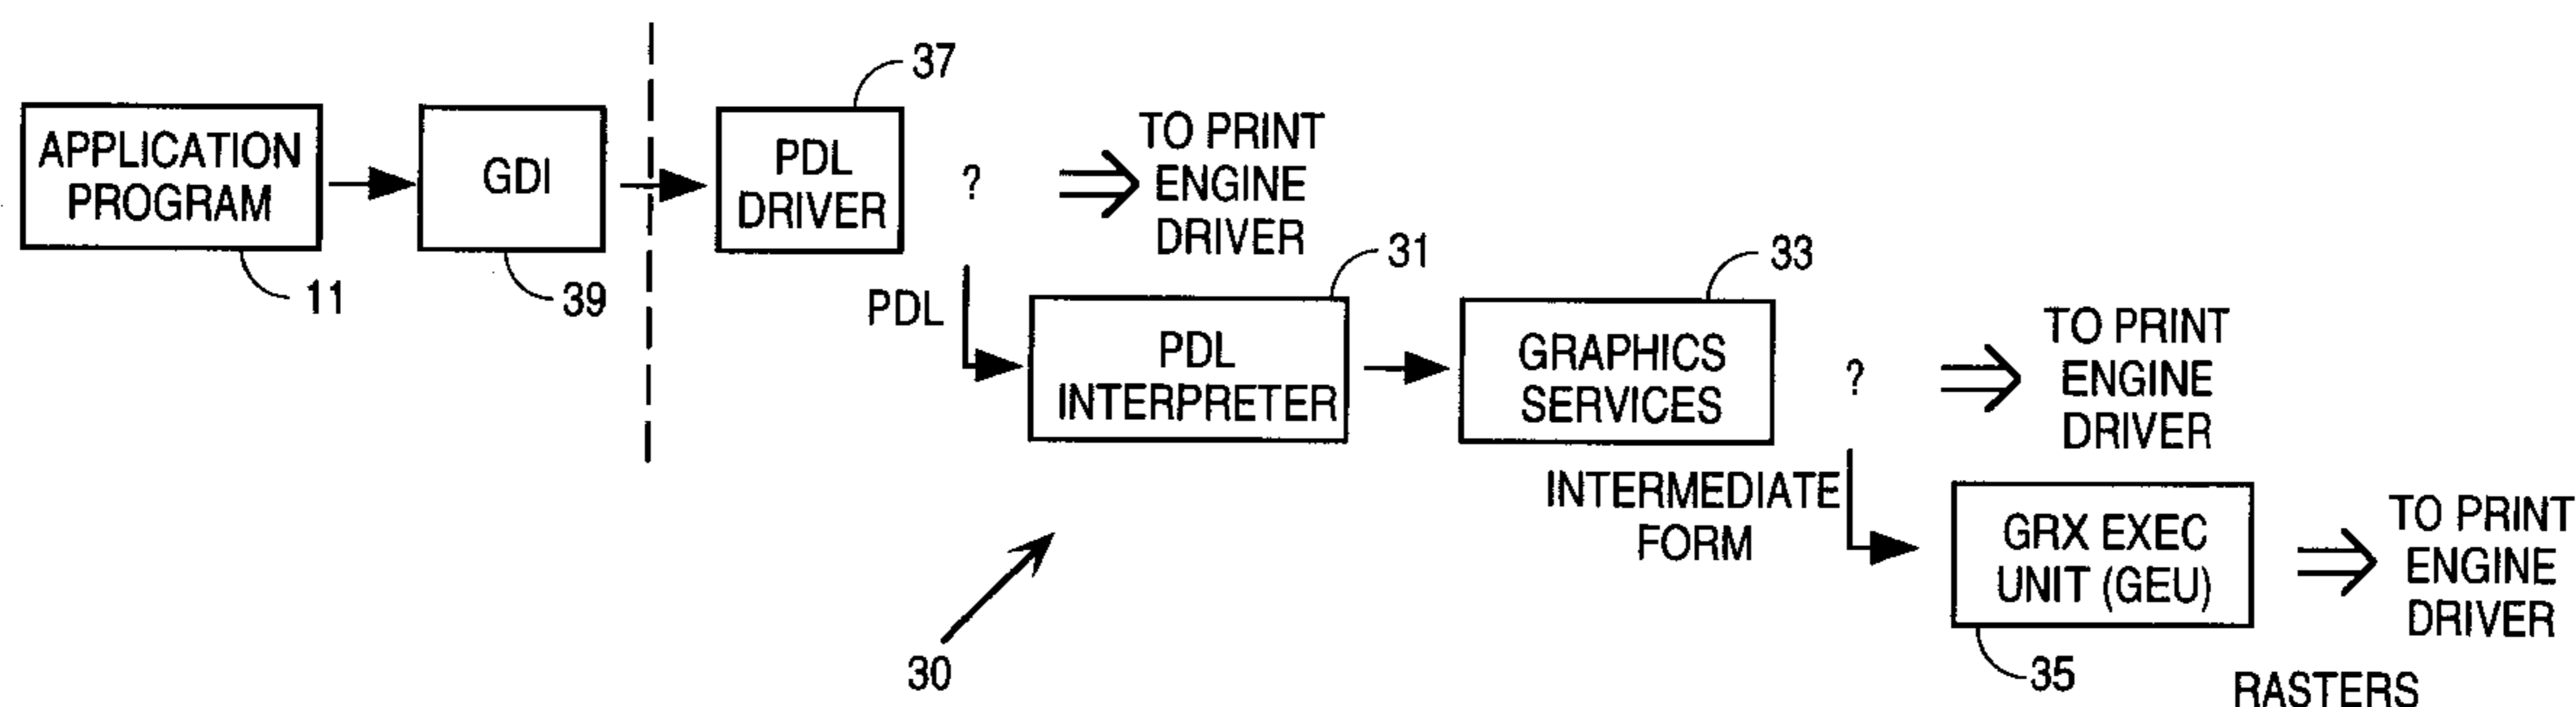 37
APPLICATION
PROGRAM
11
GDI
39
PDL
DRIVER
?
TO PRINT
ENGINE
DRIVER
PDL
31
PDL
INTERPRETER
33
GRAPHICS
SERVICES
?
TO PRINT
ENGINE
DRIVER
INTERMEDIATE
FORM
GRX EXEC
UNIT (GEU)
35
TO PRINT
ENGINE
DRIVER
RASTERS
30